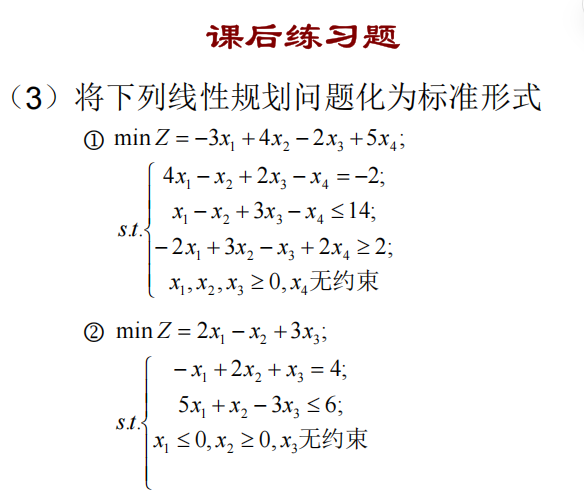 课后练习题
（3）将下列线性规划问题化为标准形式
① min Z = −3x₁ + 4x₂ − 2x₃ + 5x₄;
4x₁ − x₂ + 2x₃ − x₄ = −2;
x₁ − x₂ + 3x₃ − x₄ ≤ 14;
s.t.
−2x₁ + 3x₂ − x₃ + 2x₄ ≥ 2;
x₁, x₂, x₃ ≥ 0, x₄无约束
② min Z = 2x₁ − x₂ + 3x₃;
−x₁ + 2x₂ + x₃ = 4;
5x₁ + x₂ − 3x₃ ≤ 6;
s.t.
x₁ ≤ 0, x₂ ≥ 0, x₃无约束